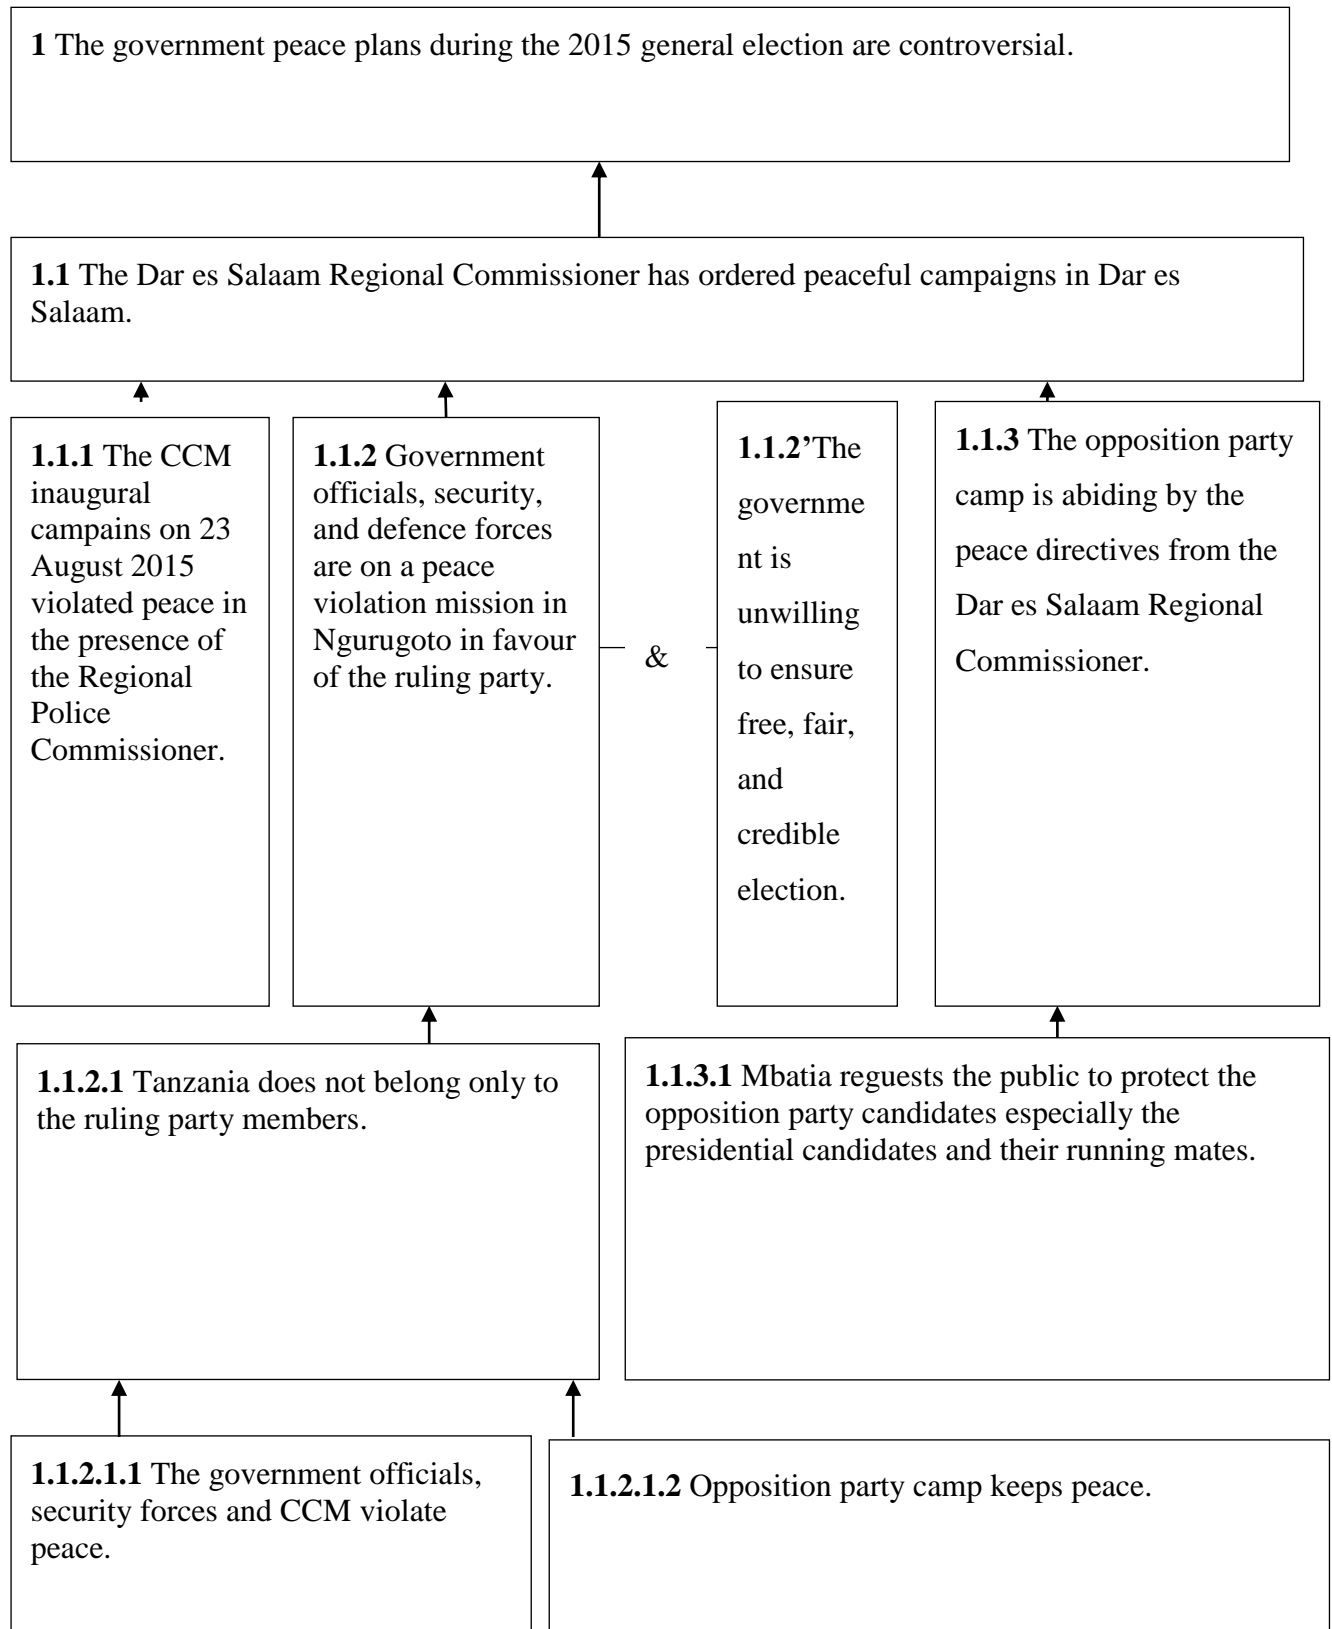 1 The government peace plans during the 2015 general election are controversial.
1.1 The Dar es Salaam Regional Commissioner has ordered peaceful campaigns in Dar es
Salaam.
1.1.1 The CCM
inaugural
campains on 23
August 2015
violated peace in
the presence of
the Regional
Police
Commissioner.
1.1.2 Government
officials, security,
and defence forces
are on a peace
violation mission in
Ngurugoto in favour
of the ruling party.
&
1.1.2’The
governme
nt is
unwilling
to ensure
free, fair,
and
credible
election.
1.1.3 The opposition party
camp is abiding by the
peace directives from the
Dar es Salaam Regional
Commissioner.
1.1.2.1 Tanzania does not belong only to
the ruling party members.
1.1.3.1 Mbatia reguests the public to protect the
opposition party candidates especially the
presidential candidates and their running mates.
1.1.2.1.1 The government officials,
security forces and CCM violate
peace.
1.1.2.1.2 Opposition party camp keeps peace.